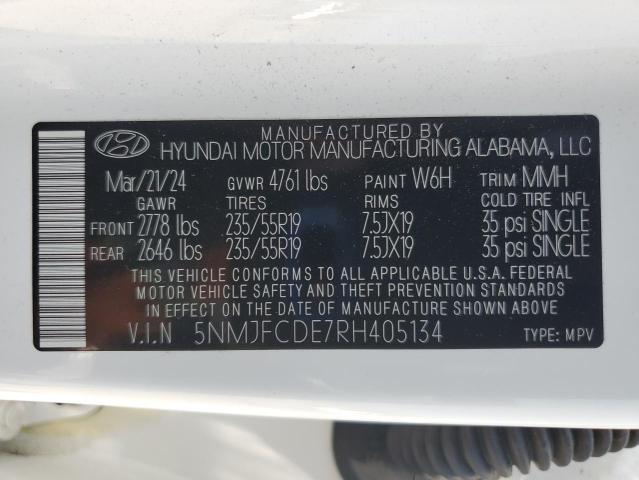 MANUFACTURED BY
HYUNDAI MOTOR MANUFACTURING ALABAMA, LLC
Mar/21/24 GVWR 4761 lbs PAINT W6H TRIM MMH
GAWR TIRES RIMS COLD TIRE INFL
FRONT 2778 lbs 235/55R19 7.5JX19 35 psi SINGLE
REAR 2646 lbs 235/55R19 7.5JX19 35 psi SINGLE
THIS VEHICLE CONFORMS TO ALL APPLICABLE U.S.A. FEDERAL
MOTOR VEHICLE SAFETY AND THEFT PREVENTION STANDARDS
IN EFFECT ON THE DATE OF MANUFACTURE SHOWN ABOVE
V.I.N 5NMJFCDE7RH405134 TYPE: MPV